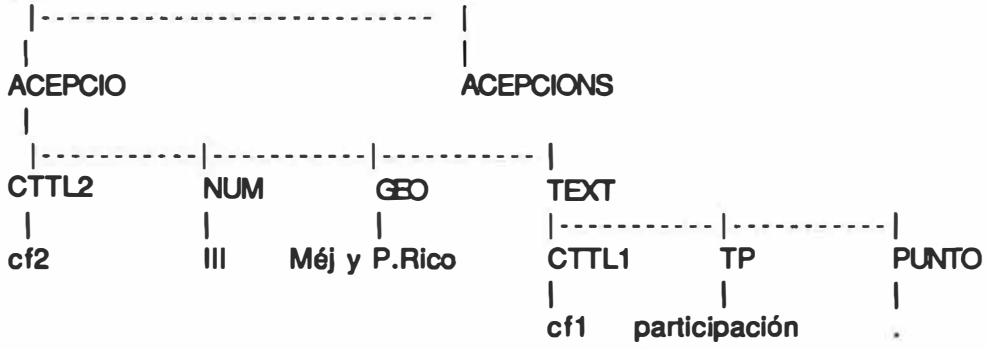 ACEPCIO ACEPCIONS
CTTL2 NUM GEO TEXT
cf2 III Méj y P.Rico CTTL1 TP PUNTO
cf1 participación .